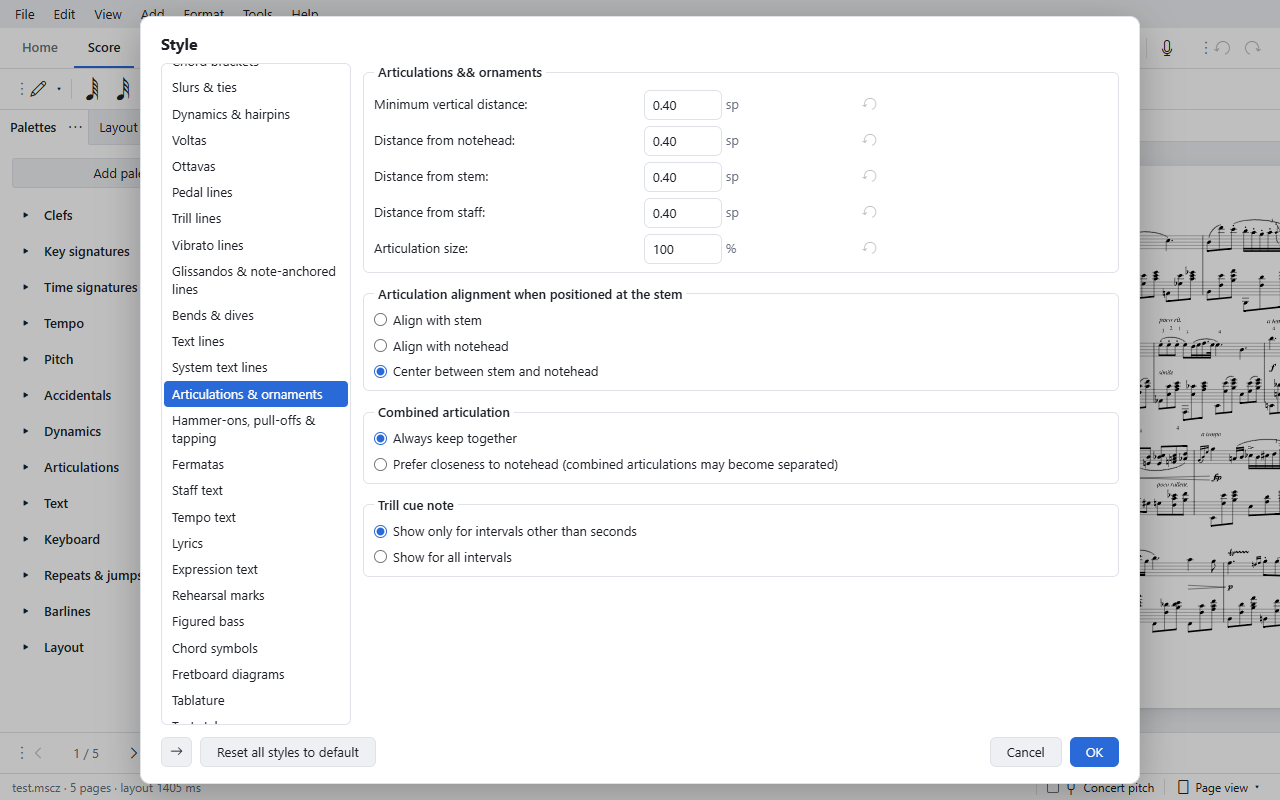 File Edit View Add Format Tools Help
Home Score
Palettes ··· Layout
Add pale
Clefs
Key signatures
Time signatures
Tempo
Pitch
Accidentals
Dynamics
Articulations
Text
Keyboard
Repeats & jumps
Barlines
Layout
1 / 5
test.mscz · 5 pages · layout 1405 ms
Concert pitch
Page view
Style
Chord brackets
Slurs & ties
Dynamics & hairpins
Voltas
Ottavas
Pedal lines
Trill lines
Vibrato lines
Glissandos & note-anchored
lines
Bends & dives
Text lines
System text lines
Articulations & ornaments
Hammer-ons, pull-offs &
tapping
Fermatas
Staff text
Tempo text
Lyrics
Expression text
Rehearsal marks
Figured bass
Chord symbols
Fretboard diagrams
Tablature
Articulations && ornaments
Minimum vertical distance: 0.40 sp
Distance from notehead: 0.40 sp
Distance from stem: 0.40 sp
Distance from staff: 0.40 sp
Articulation size: 100 %
Articulation alignment when positioned at the stem
Align with stem
Align with notehead
Center between stem and notehead
Combined articulation
Always keep together
Prefer closeness to notehead (combined articulations may become separated)
Trill cue note
Show only for intervals other than seconds
Show for all intervals
Reset all styles to default
Cancel OK
poco rit.
simile
a tempo
poco rallent.